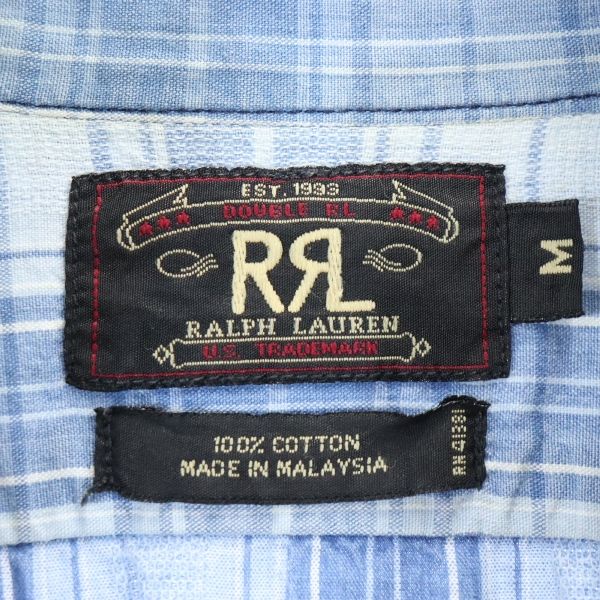 EST. 1993
DOUBLE RL
RRL
RALPH LAUREN
U.S. TRADEMARK
M
100% COTTON
MADE IN MALAYSIA
RN 41381